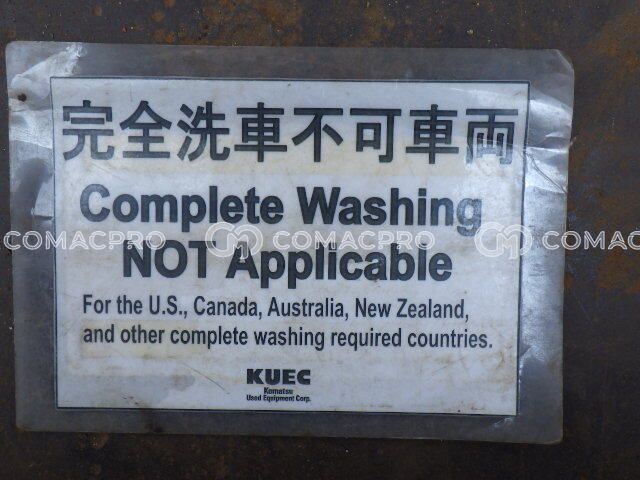 完全洗車不可車両
Complete Washing
NOT Applicable
COMACPRO COMACPRO COMACPRO
For the U.S., Canada, Australia, New Zealand,
and other complete washing required countries.
KUEC
Komatsu
Used Equipment Corp.